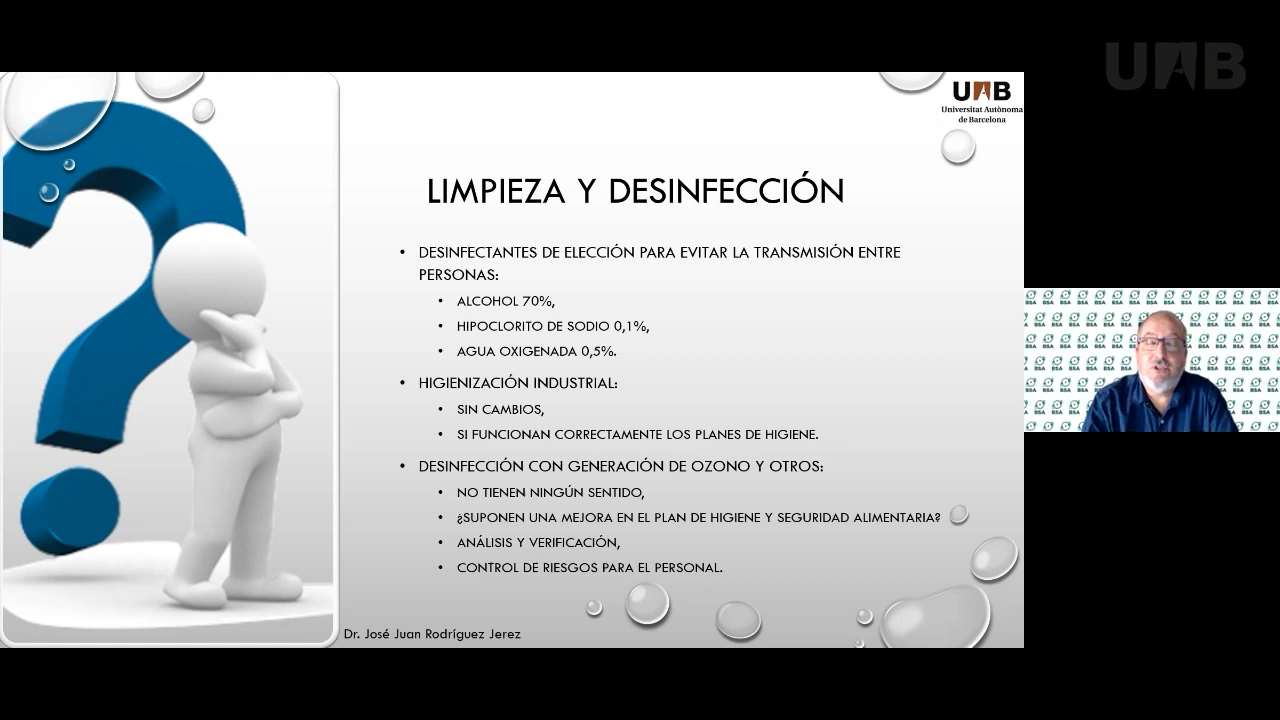 UAB
UAB
Universitat Autònoma
de Barcelona
LIMPIEZA Y DESINFECCIÓN
• DESINFECTANTES DE ELECCIÓN PARA EVITAR LA TRANSMISIÓN ENTRE
PERSONAS:
• ALCOHOL 70%,
• HIPOCLORITO DE SODIO 0,1%,
• AGUA OXIGENADA 0,5%.
• HIGIENIZACIÓN INDUSTRIAL:
• SIN CAMBIOS,
• SI FUNCIONAN CORRECTAMENTE LOS PLANES DE HIGIENE.
• DESINFECCIÓN CON GENERACIÓN DE OZONO Y OTROS:
• NO TIENEN NINGÚN SENTIDO,
• ¿SUPONEN UNA MEJORA EN EL PLAN DE HIGIENE Y SEGURIDAD ALIMENTARIA?
• ANÁLISIS Y VERIFICACIÓN,
• CONTROL DE RIESGOS PARA EL PERSONAL.
Dr. José Juan Rodríguez Jerez
BSA